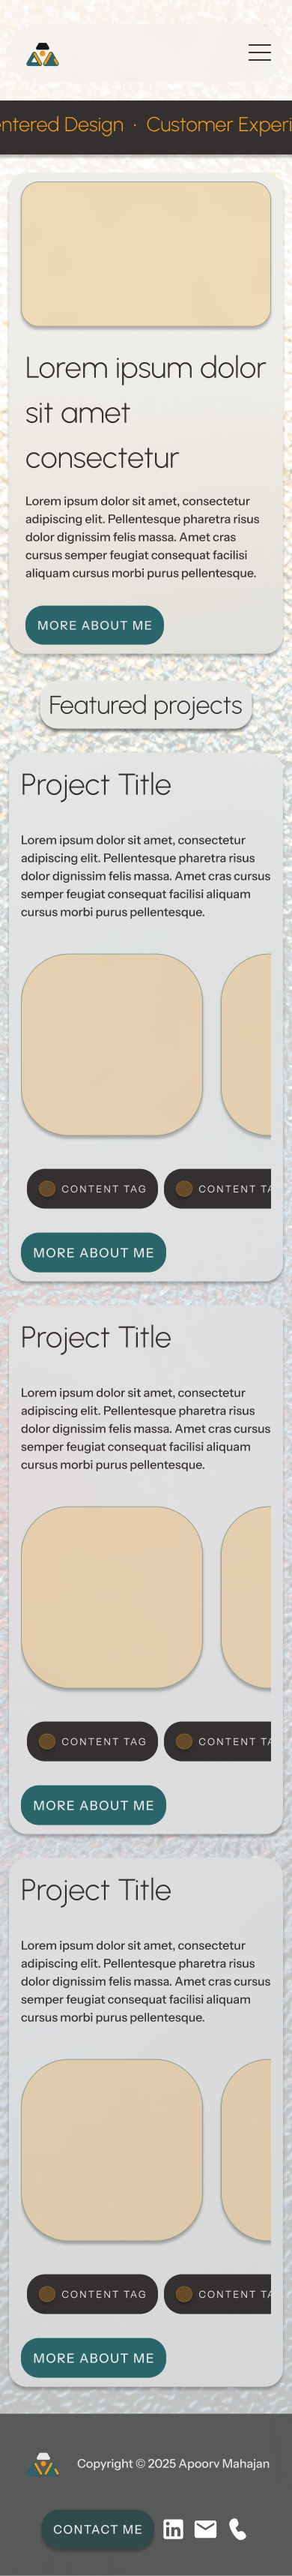 Design · Customer
Lorem ipsum dolor
sit amet
consectetur
Lorem ipsum dolor sit amet, consectetur
adipiscing elit. Pellentesque pharetra risus
dolor dignissim felis massa. Amet cras
cursus semper feugiat consequat facilisi
aliquam cursus morbi purus pellentesque.
MORE ABOUT ME
Featured projects
Project Title
Lorem ipsum dolor sit amet, consectetur
adipiscing elit. Pellentesque pharetra risus
dolor dignissim felis massa. Amet cras cursus
semper feugiat consequat facilisi aliquam
cursus morbi purus pellentesque.
CONTENT TAG CONTENT
MORE ABOUT ME
Project Title
Lorem ipsum dolor sit amet, consectetur
adipiscing elit. Pellentesque pharetra risus
dolor dignissim felis massa. Amet cras cursus
semper feugiat consequat facilisi aliquam
cursus morbi purus pellentesque.
CONTENT TAG CONTENT
MORE ABOUT ME
Project Title
Lorem ipsum dolor sit amet, consectetur
adipiscing elit. Pellentesque pharetra risus
dolor dignissim felis massa. Amet cras cursus
semper feugiat consequat facilisi aliquam
cursus morbi purus pellentesque.
CONTENT TAG CONTENT
MORE ABOUT ME
Copyright © 2025 Apoorv Mahajan
CONTACT ME in